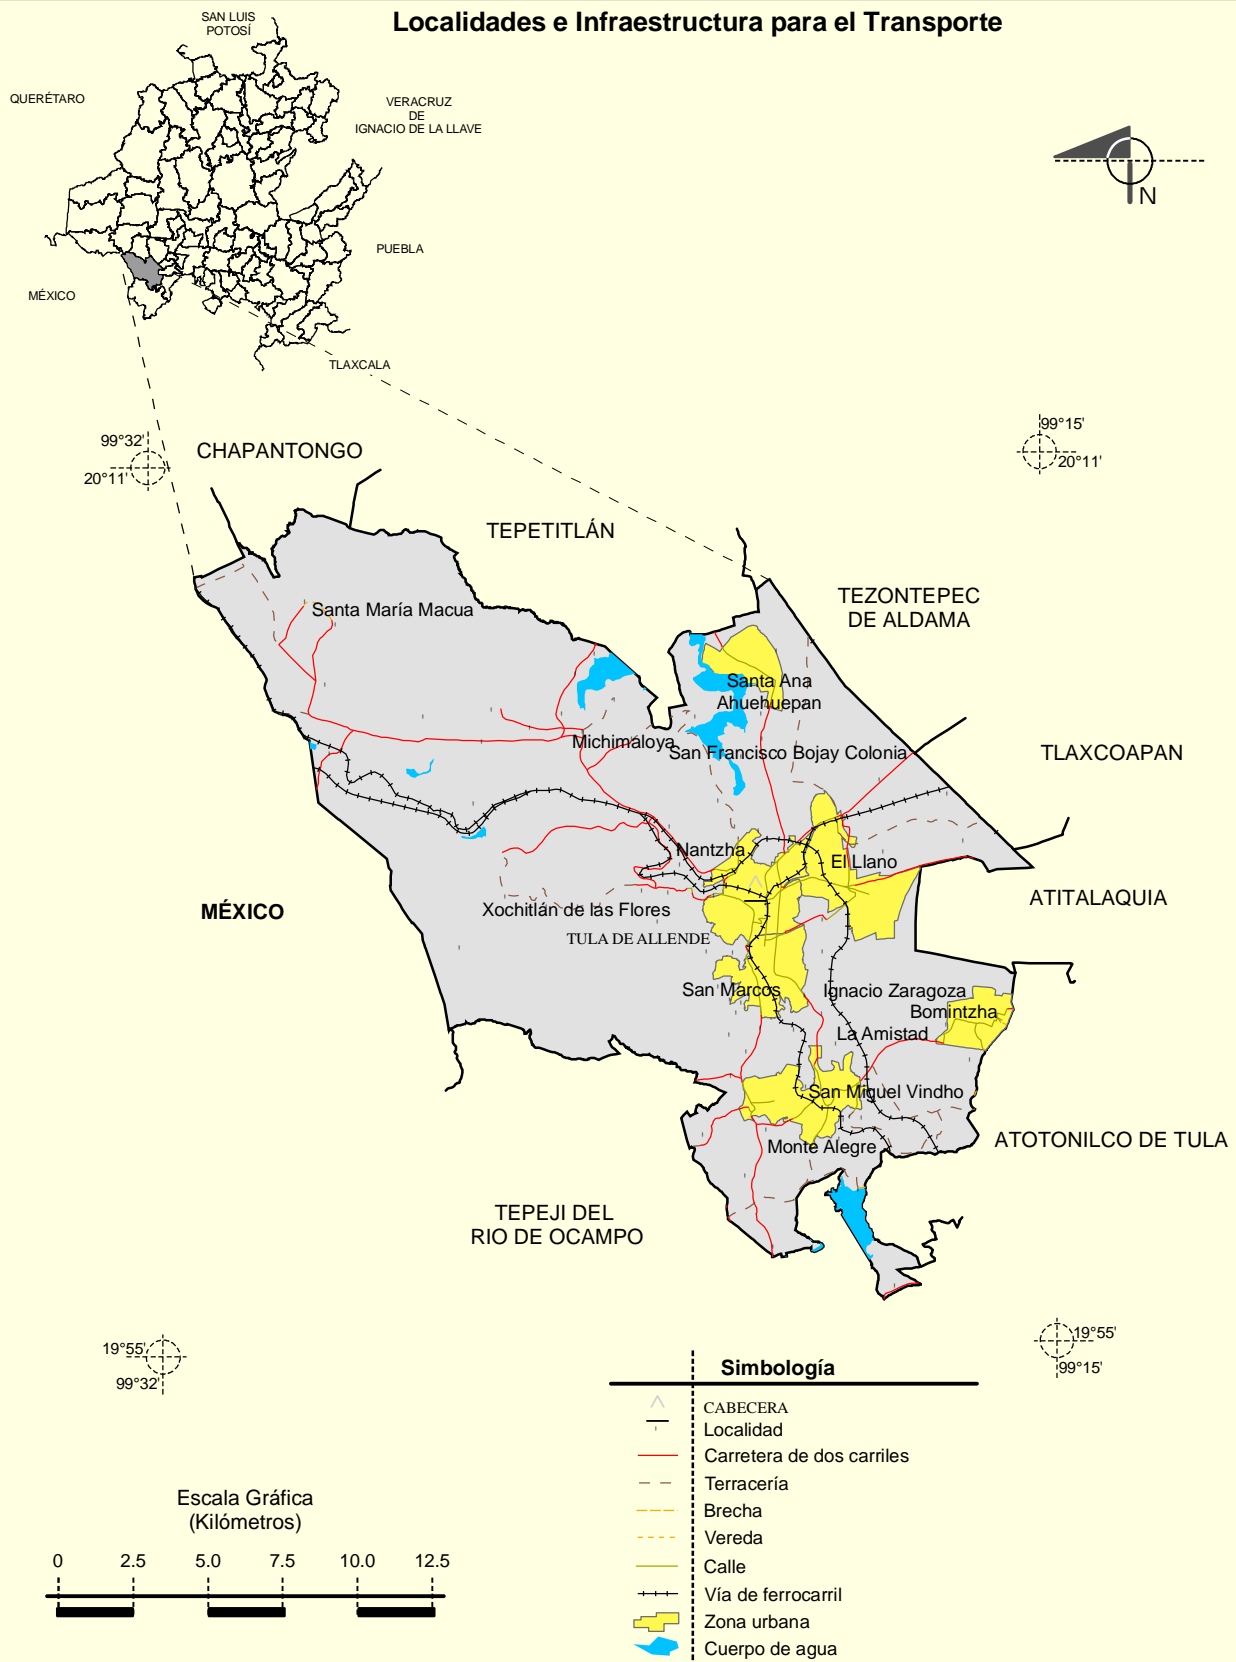 Localidades e Infraestructura para el Transporte
SAN LUIS
POTOSÍ
QUERÉTARO
VERACRUZ
DE
IGNACIO DE LA LLAVE
N
PUEBLA
MÉXICO
TLAXCALA
99°32'
20°11'
99°15'
20°11'
CHAPANTONGO
TEPETITLÁN
TEZONTEPEC
DE ALDAMA
Santa María Macua
Santa Ana
Ahuehuepan
Michimaloya
San Francisco Bojay Colonia
TLAXCOAPAN
Nantzha
El Llano
ATITALAQUIA
MÉXICO
Xochitlán de las Flores
TULA DE ALLENDE
San Marcos
Ignacio Zaragoza
Bomintzha
La Amistad
San Miguel Vindho
Monte Alegre
ATOTONILCO DE TULA
TEPEJI DEL
RIO DE OCAMPO
19°55'
99°32'
19°55'
99°15'
Simbología
CABECERA
Localidad
Carretera de dos carriles
Terracería
Brecha
Vereda
Calle
Vía de ferrocarril
Zona urbana
Cuerpo de agua
Escala Gráfica
(Kilómetros)
0 2.5 5.0 7.5 10.0 12.5